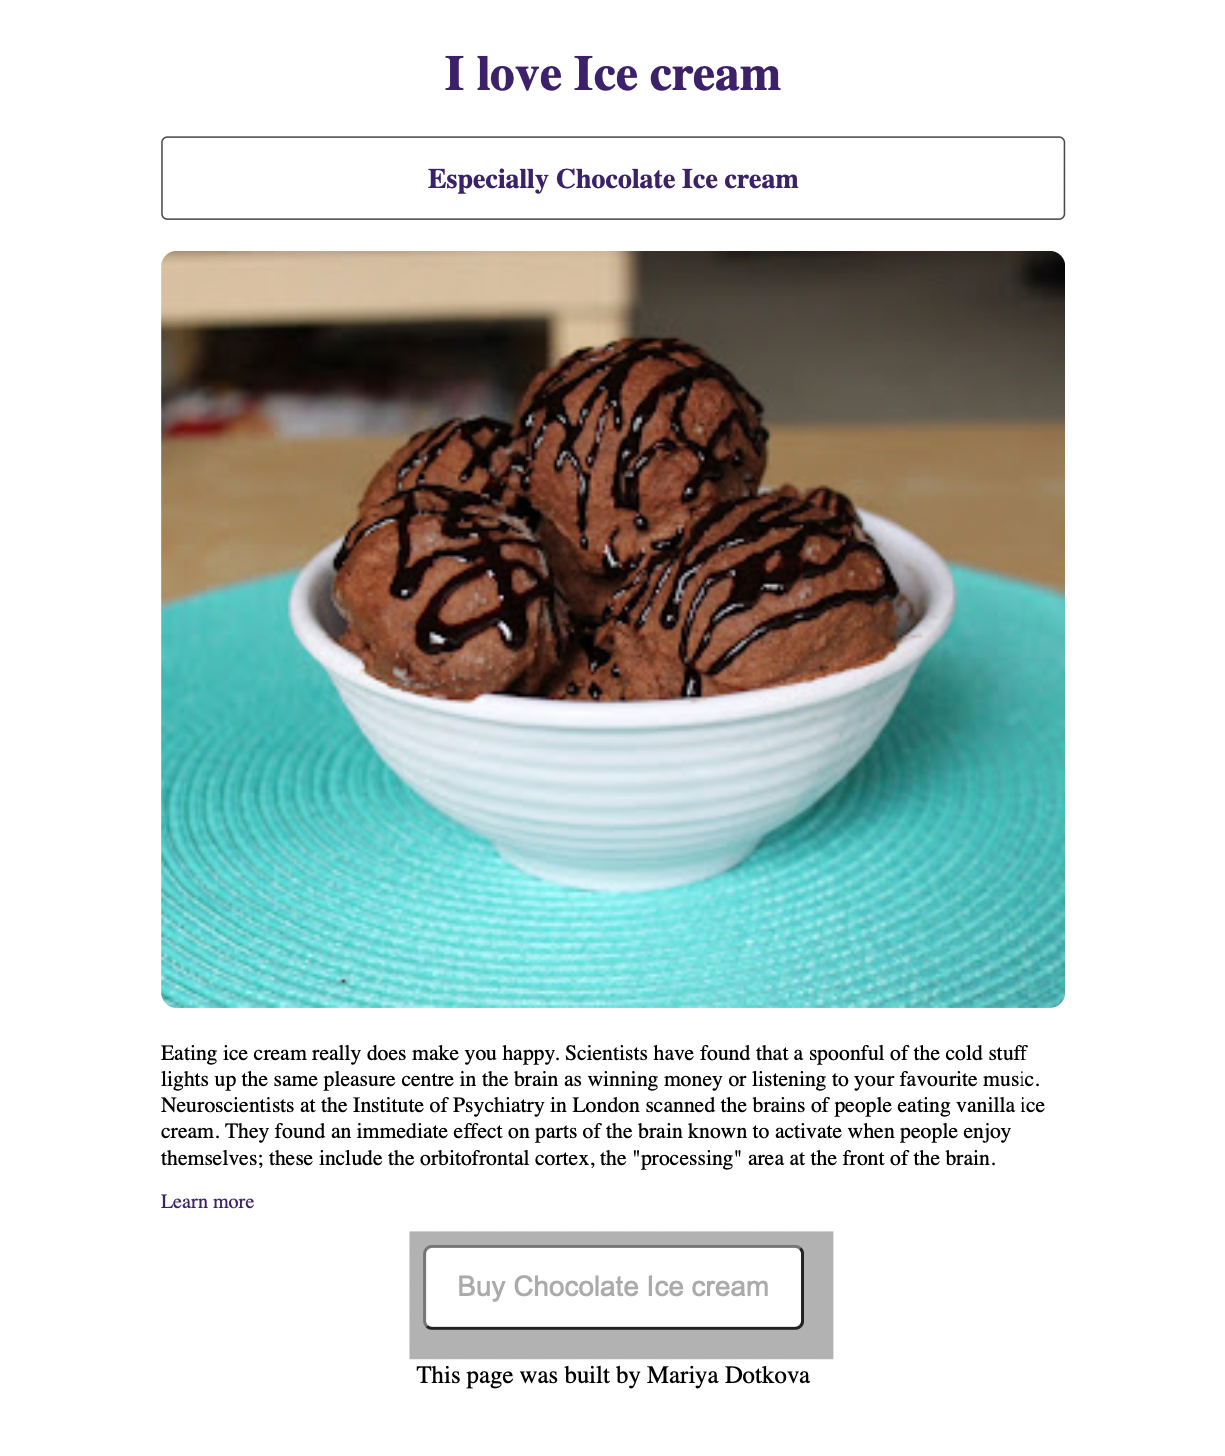 I love Ice cream
Especially Chocolate Ice cream
Eating ice cream really does make you happy. Scientists have found that a spoonful of the cold stuff
lights up the same pleasure centre in the brain as winning money or listening to your favourite music.
Neuroscientists at the Institute of Psychiatry in London scanned the brains of people eating vanilla ice
cream. They found an immediate effect on parts of the brain known to activate when people enjoy
themselves; these include the orbitofrontal cortex, the "processing" area at the front of the brain.
Learn more
Buy Chocolate Ice cream
This page was built by Mariya Dotkova